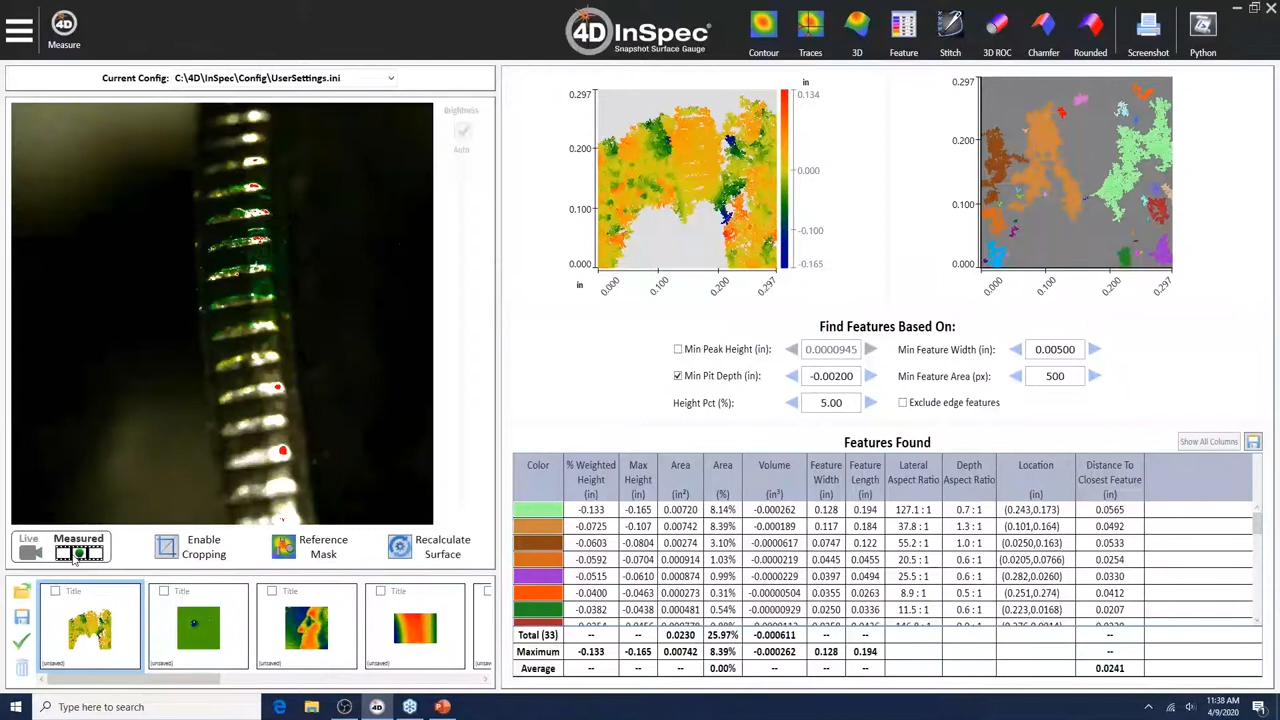 Measure
4D InSpec®
Snapshot Surface Gauge
Contour Traces 3D Feature Stitch 3D ROC Chamfer Rounded Screenshot Python
Current Config: C:\4D\InSpec\Config\UserSettings.ini
Brightness
Auto
in
0.297
0.200
0.100
0.000
in
0.000 0.100 0.200 0.297
0.134
0.000
-0.100
-0.165
0.297
0.200
0.100
0.000
0.000 0.100 0.200 0.297
Find Features Based On:
Min Peak Height (in): 0.0000945 Min Feature Width (in): 0.00500
Min Pit Depth (in): -0.00200 Min Feature Area (px): 500
Height Pct (%): 5.00 Exclude edge features
Features Found
Show All Columns
Color % Weighted Height (in) Max Height (in) Area (in²) Area (%) Volume (in³) Feature Width (in) Feature Length (in) Lateral Aspect Ratio Depth Aspect Ratio Location (in) Distance To Closest Feature (in)
-0.133 -0.165 0.00720 8.14% -0.000262 0.128 0.194 127.1 : 1 0.7 : 1 (0.243,0.173) 0.0565
-0.0725 -0.107 0.00742 8.39% -0.000189 0.117 0.184 37.8 : 1 1.3 : 1 (0.101,0.164) 0.0492
-0.0603 -0.0804 0.00274 3.10% -0.0000617 0.0747 0.122 55.2 : 1 1.0 : 1 (0.0250,0.163) 0.0533
-0.0592 -0.0704 0.000914 1.03% -0.0000229 0.0445 0.0455 20.5 : 1 0.6 : 1 (0.0205,0.0766) 0.0254
-0.0515 -0.0610 0.000874 0.99% -0.0000229 0.0397 0.0494 25.5 : 1 0.6 : 1 (0.282,0.0260) 0.0330
-0.0400 -0.0463 0.000273 0.31% -0.00000504 0.0355 0.0263 8.9 : 1 0.6 : 1 (0.251,0.274) 0.0412
-0.0382 -0.0438 0.000481 0.54% -0.00000929 0.0250 0.0336 11.5 : 1 0.6 : 1 (0.223,0.0168) 0.0207
Total (33) -- -- 0.0230 25.97% -0.000611 -- -- --
Maximum -0.133 -0.165 0.00742 8.39% -0.000262 0.128 0.194 --
Average -- -- -- 0.00% -- -- -- 0.0241
Live Measured
Enable Cropping
Reference Mask
Recalculate Surface
Title Title Title Title
(unsaved) (unsaved) (unsaved) (unsaved)
Type here to search
4D
11:38 AM
4/9/2020
1